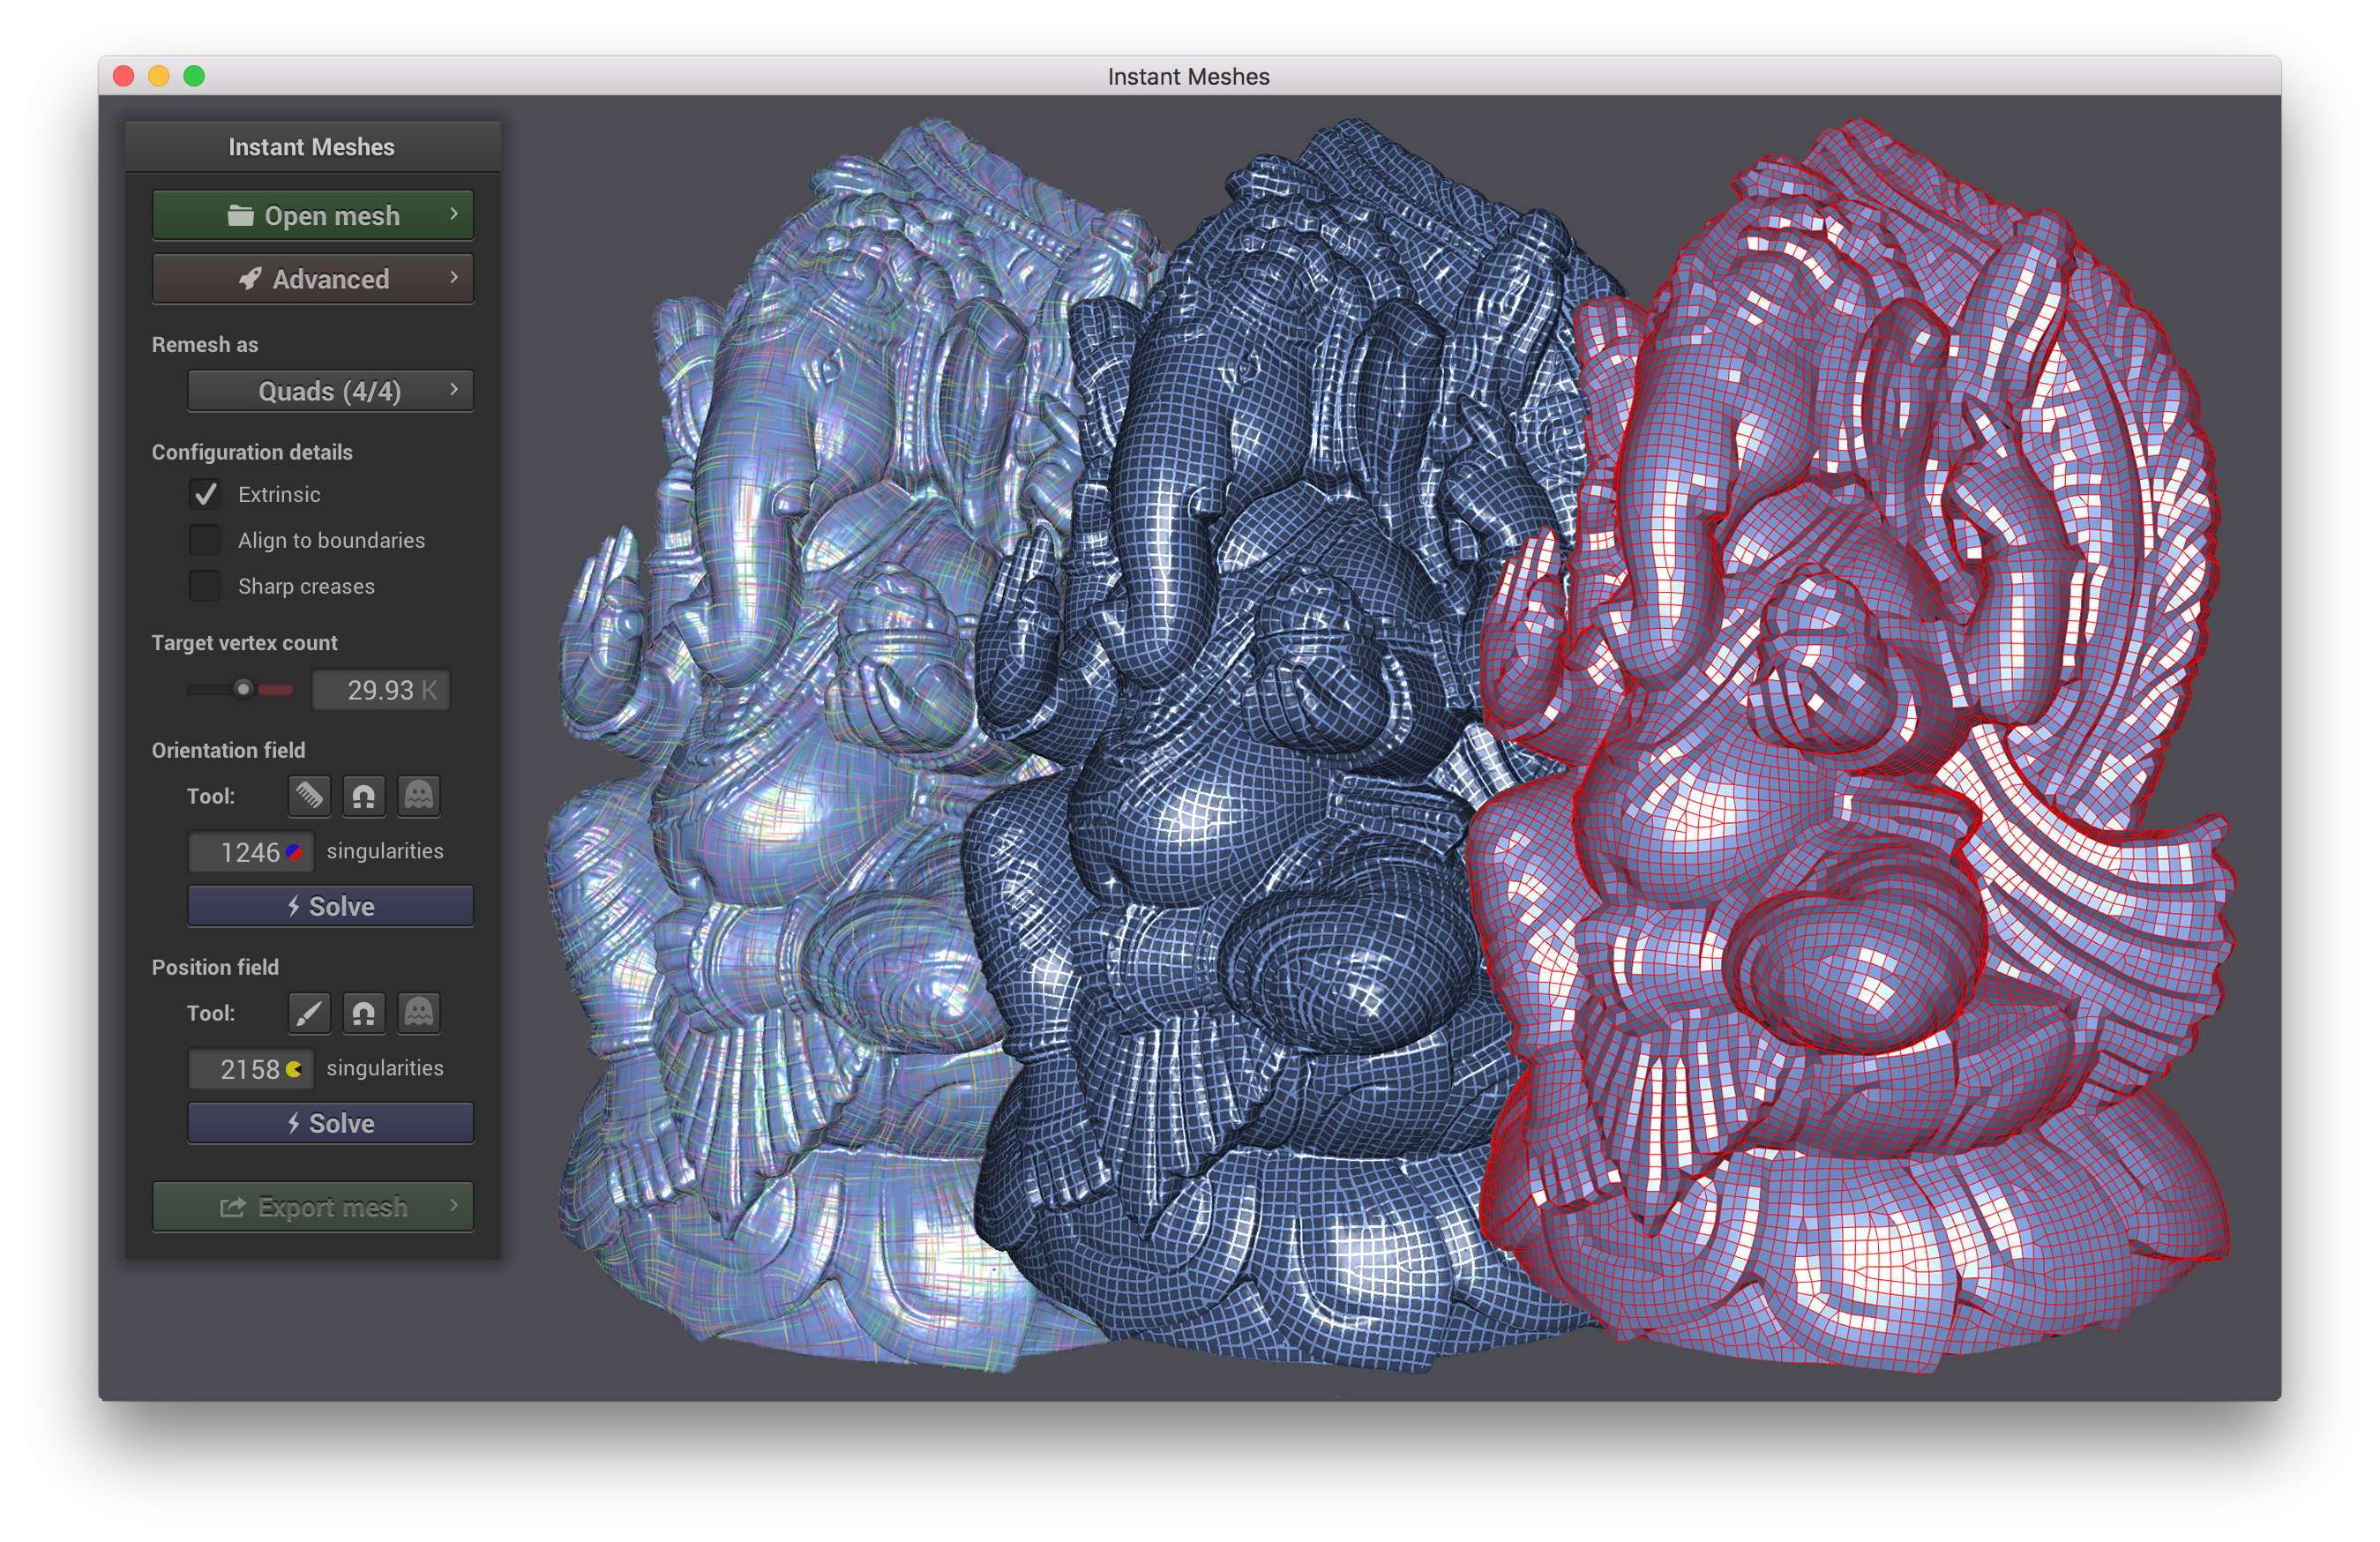 Instant Meshes
Instant Meshes
Open mesh
Advanced
Remesh as
Quads (4/4)
Configuration details
Extrinsic
Align to boundaries
Sharp creases
Target vertex count
29.93 K
Orientation field
Tool:
1246 singularities
Solve
Position field
Tool:
2158 singularities
Solve
Export mesh